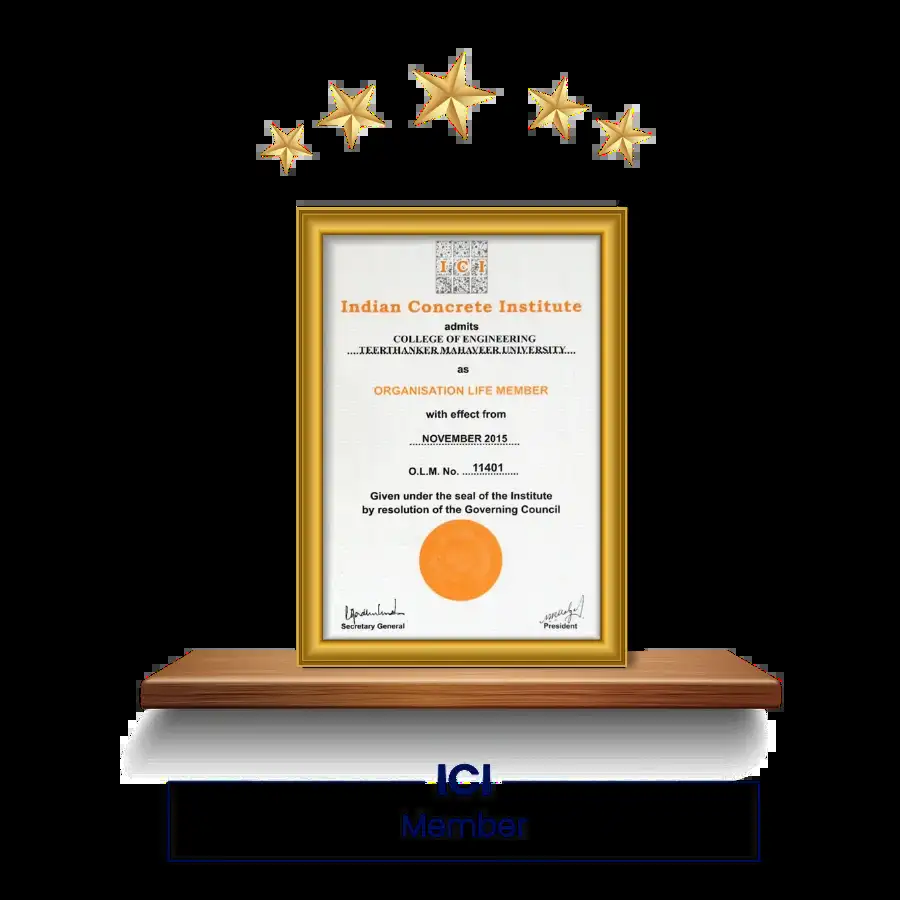 ICI
Indian Concrete Institute
admits
COLLEGE OF ENGINEERING
....TEERTHANKER MAHAVEER UNIVERSITY....
as
ORGANISATION LIFE MEMBER
with effect from
NOVEMBER 2015
O.L.M. No. ....11401....
Given under the seal of the Institute
by resolution of the Governing Council
Secretary General
President
ICI
Member